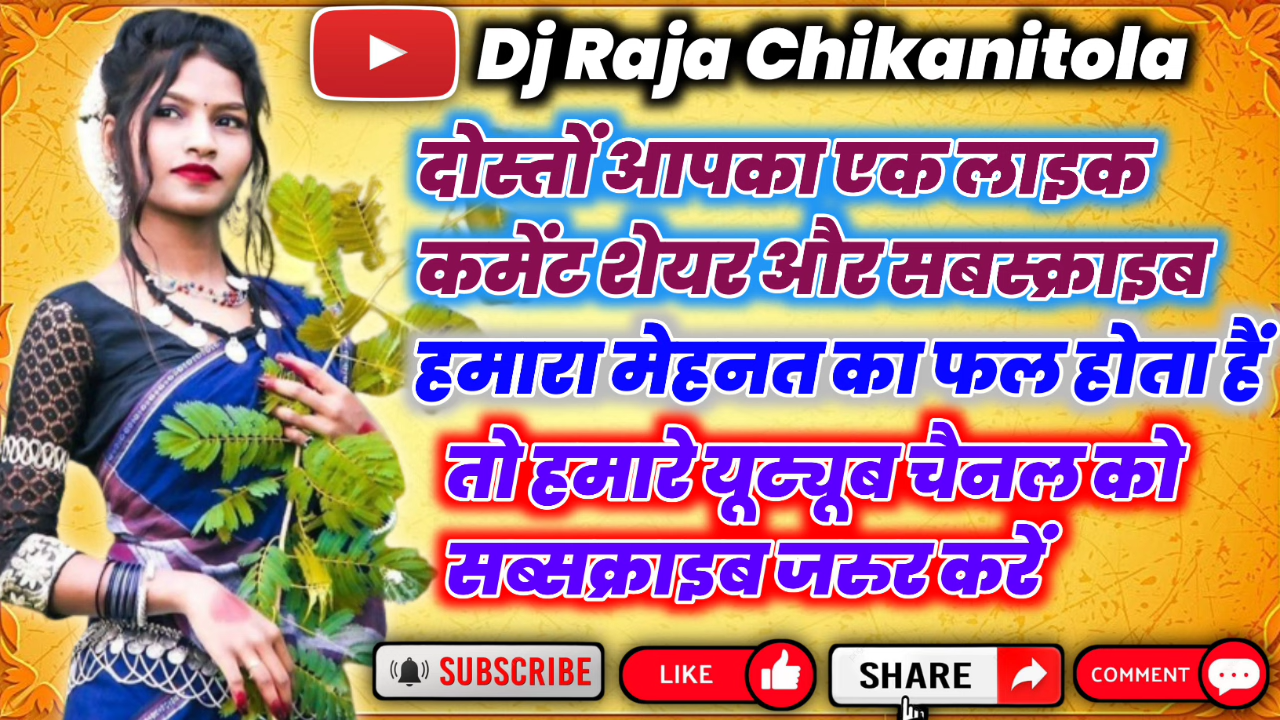 Dj Raja Chikanitola
दोस्तों आपका एक लाइक
कमेंट शेयर और सबस्क्राइब
हमारा मेहनत का फल होता हैं
तो हमारे यूट्यूब चैनल को
सब्सक्राइब जरुर करें
SUBSCRIBE LIKE SHARE COMMENT